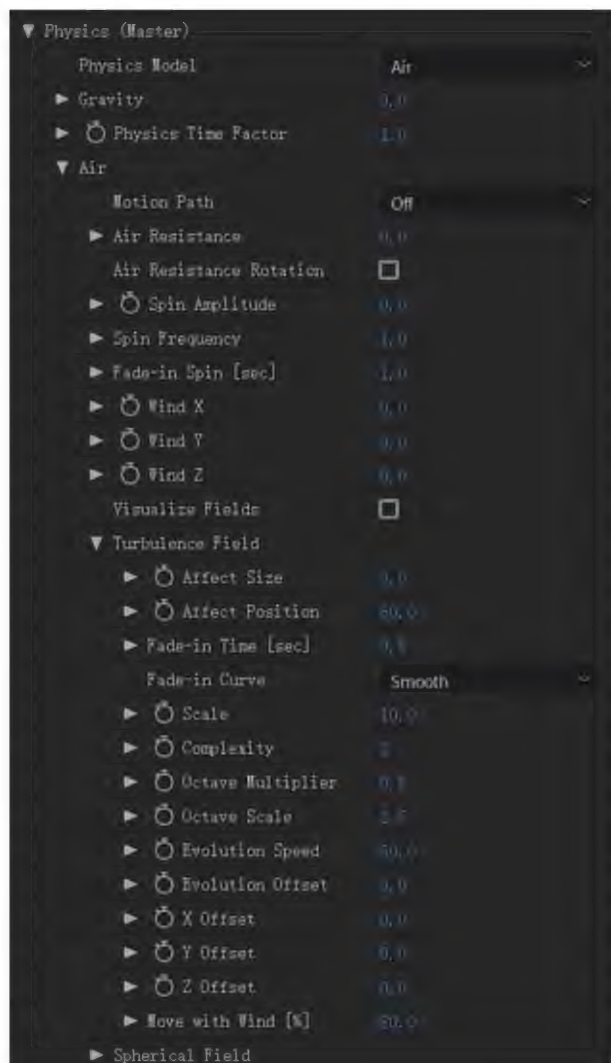 Physics (Master)
Physics Model Air
Gravity 0.0
Physics Time Factor 1.0
Air
Motion Path Off
Air Resistance 0.0
Air Resistance Rotation
Spin Amplitude 0.0
Spin Frequency 1.0
Fade-in Spin [sec] 1.0
Wind X 0.0
Wind Y 0.0
Wind Z 0.0
Visualize Fields
Turbulence Field
Affect Size 0.0
Affect Position
Fade-in Time [sec]
Fade-in Curve Smooth
Scale 10.0
Complexity
Octave Multiplier
Octave Scale
Evolution Speed
Evolution Offset 0.0
X Offset 0.0
Y Offset 0.0
Z Offset 0.0
Move with Wind [%]
Spherical Field